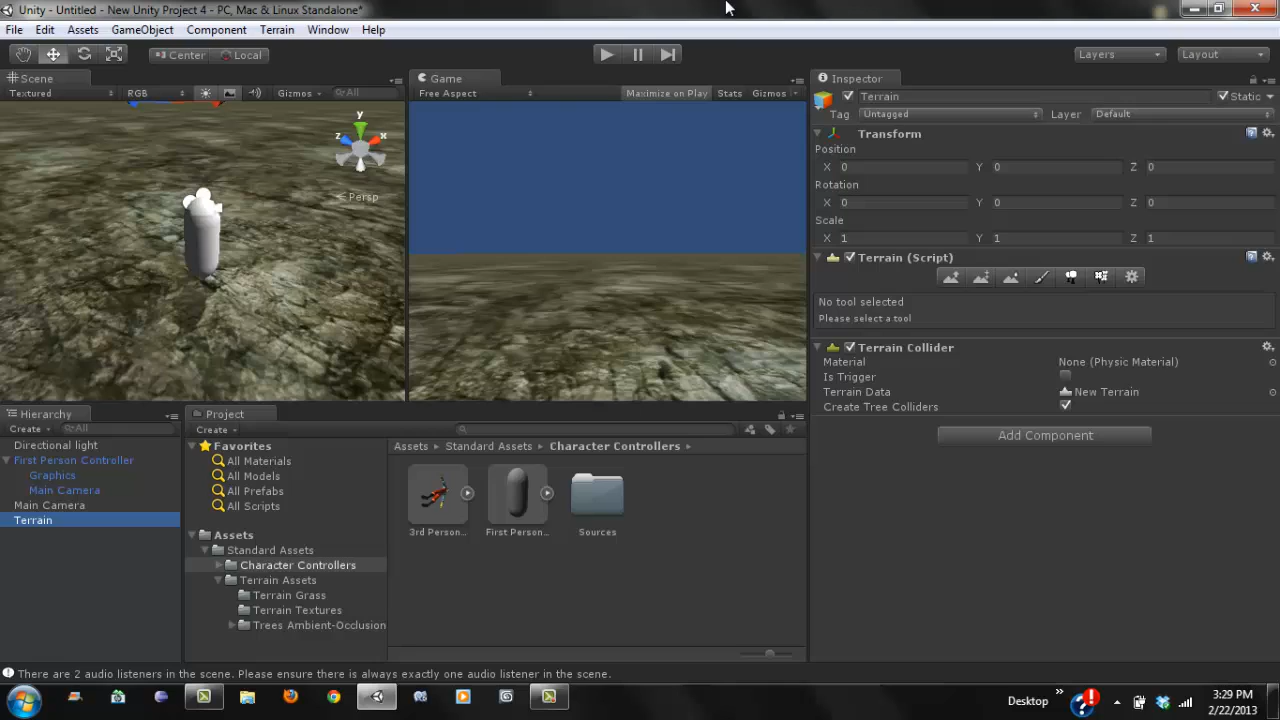 Unity - Untitled - New Unity Project 4 - PC, Mac & Linux Standalone*
File Edit Assets GameObject Component Terrain Window Help
Center Local Layers Layout
Scene
Textured RGB Gizmos All
y
z x
Persp
Game
Free Aspect Maximize on Play Stats Gizmos
Inspector
Terrain Static
Tag Untagged Layer Default
Transform
Position
X 0 Y 0 Z 0
Rotation
X 0 Y 0 Z 0
Scale
X 1 Y 1 Z 1
Terrain (Script)
No tool selected
Please select a tool
Terrain Collider
Material None (Physic Material)
Is Trigger
Terrain Data New Terrain
Create Tree Colliders
Add Component
Hierarchy
Create All
Directional light
First Person Controller
Graphics
Main Camera
Main Camera
Terrain
Project
Create
Favorites
All Materials
All Models
All Prefabs
All Scripts
Assets
Standard Assets
Character Controllers
Terrain Assets
Terrain Grass
Terrain Textures
Trees Ambient-Occlusion
Assets Standard Assets Character Controllers
3rd Person... First Person... Sources
There are 2 audio listeners in the scene. Please ensure there is always exactly one audio listener in the scene.
Desktop
3:29 PM
2/22/2013